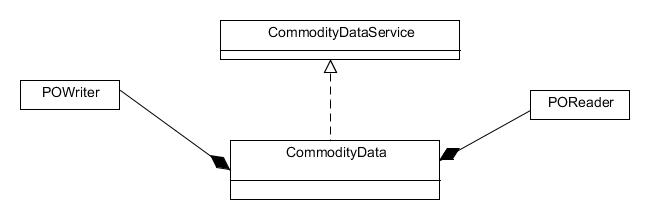 CommodityDataService
POWriter
POReader
CommodityData